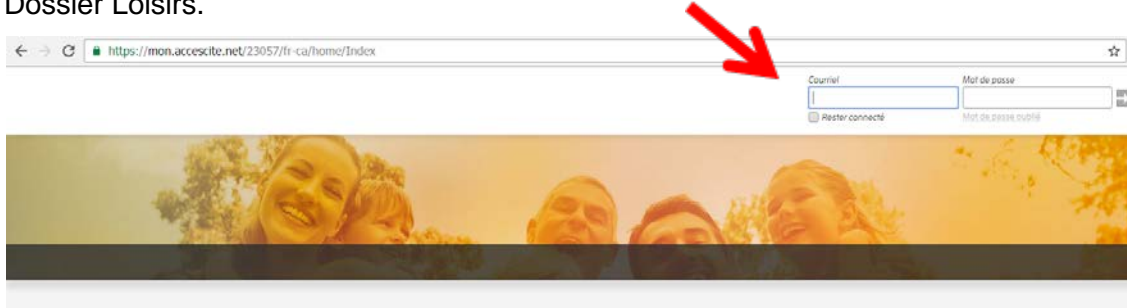 Dossier Loisirs.
https://mon.accescite.net/23057/fr-ca/home/Index
Courriel Mot de passe
Rester connecté Mot de passe oublié